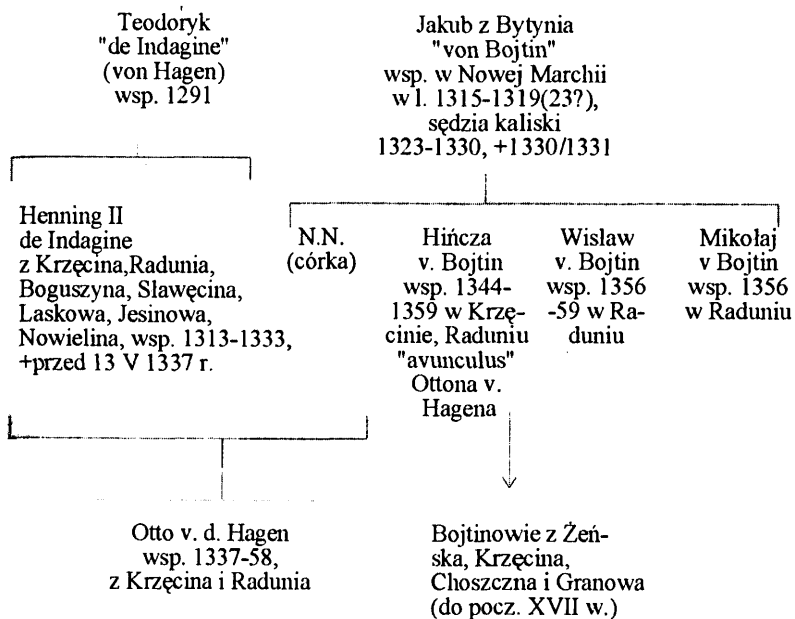 Teodoryk
"de Indagine"
(von Hagen)
wsp. 1291
Jakub z Bytynia
"von Bojtin"
wsp. w Nowej Marchii
w l. 1315-1319(23?),
sędzia kaliski
1323-1330, +1330/1331
Henning II
de Indagine
z Krzęcina,Radunia,
Boguszyna, Sławęcina,
Laskowa, Jesinowa,
Nowielina, wsp. 1313-1333,
+przed 13 V 1337 r.
N.N.
(córka)
Hińcza
v. Bojtin
wsp. 1344-
1359 w Krzę-
cinie, Raduniu
"avunculus"
Ottona v.
Hagena
Wisław
v. Bojtin
wsp. 1356
-59 w Ra-
duniu
Mikołaj
v Bojtin
wsp. 1356
w Raduniu
Otto v. d. Hagen
wsp. 1337-58,
z Krzęcina i Radunia
Bojtinowie z Żeń-
ska, Krzęcina,
Choszczna i Granowa
(do pocz. XVII w.)